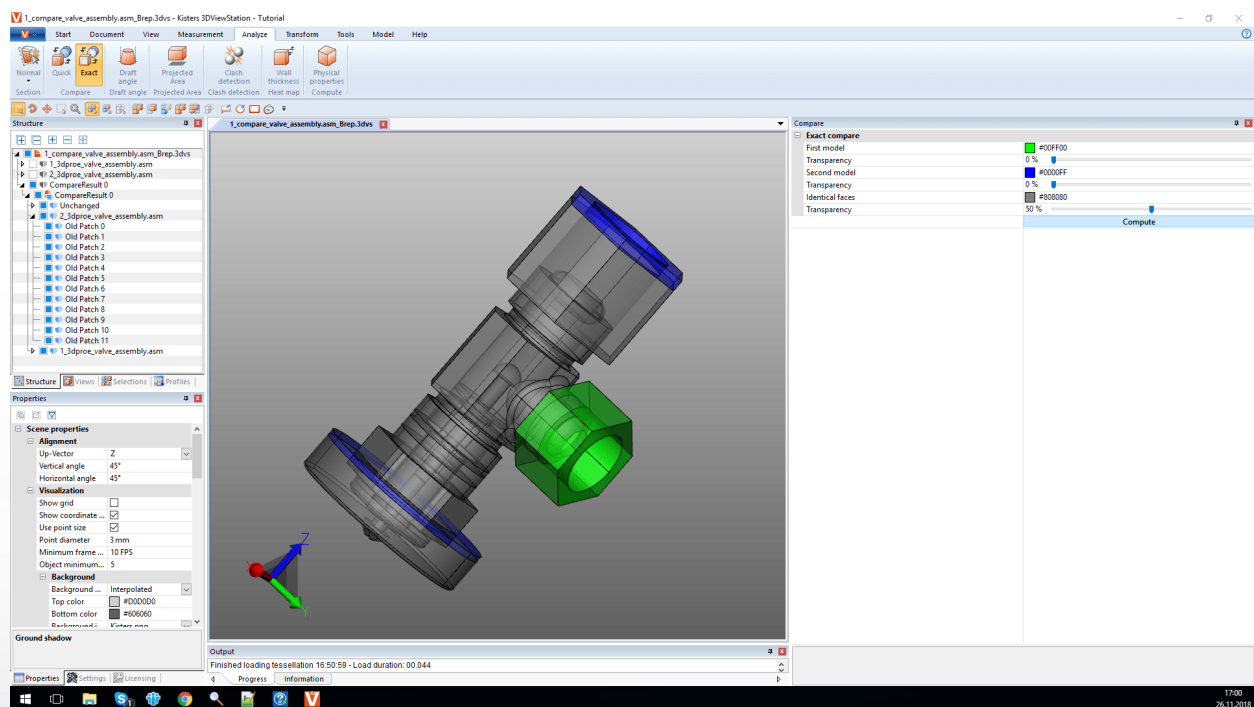 1_compare_valve_assembly.asm_Brep.3dvs - Kisters 3DViewStation - Tutorial
V Start Document View Measurement Analyze Transform Tools Model Help
Normal Quick Exact Draft angle Projected Area Clash detection Wall thickness Physical properties
Section Compare Draft angle Projected Area Clash detection Heat map Compute
Structure
1_compare_valve_assembly.asm_Brep.3dvs
1_3dproe_valve_assembly.asm
2_3dproe_valve_assembly.asm
CompareResult 0
CompareResult 0
Unchanged
2_3dproe_valve_assembly.asm
Old Patch 0
Old Patch 1
Old Patch 2
Old Patch 3
Old Patch 4
Old Patch 5
Old Patch 6
Old Patch 7
Old Patch 8
Old Patch 9
Old Patch 10
Old Patch 11
1_3dproe_valve_assembly.asm
Structure Views Selections Profiles
Properties
Scene properties
Alignment
Up-Vector Z
Vertical angle 45°
Horizontal angle 45°
Visualization
Show grid
Show coordinate ...
Use point size
Point diameter 3 mm
Minimum frame ... 10 FPS
Object minimum... 5
Background
Background ... Interpolated
Top color #D0D0D0
Bottom color #606060
Background i... Kisters.png
Ground shadow
Properties Settings Licensing
1_compare_valve_assembly.asm_Brep.3dvs
Z
Y
Output
Finished loading tessellation 16:50:59 - Load duration: 00.044
Progress Information
Compare
Exact compare
First model #00FF00
Transparency 0 %
Second model #0000FF
Transparency 0 %
Identical faces #808080
Transparency 50 %
Compute
17:00
26.11.2018